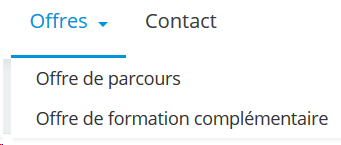 Offres Contact
Offre de parcours
Offre de formation complémentaire